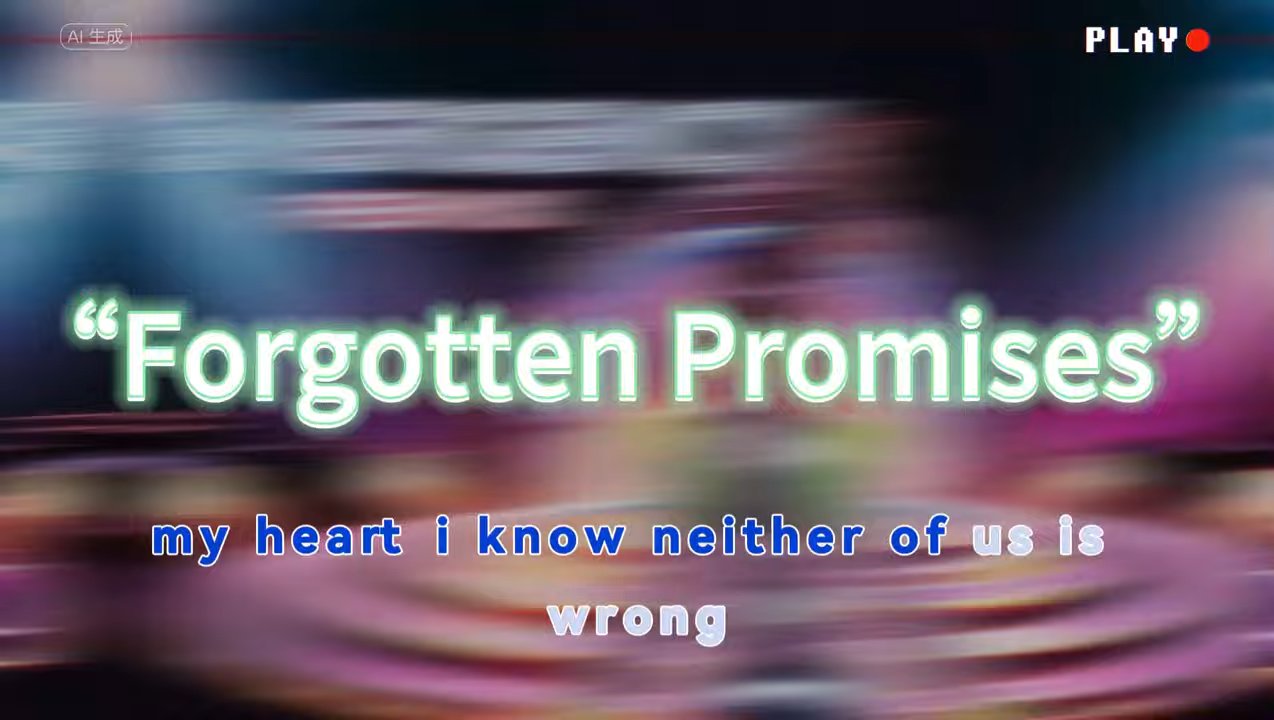 AI 生成
PLAY
“Forgotten Promises”
my heart i know neither of us is
wrong